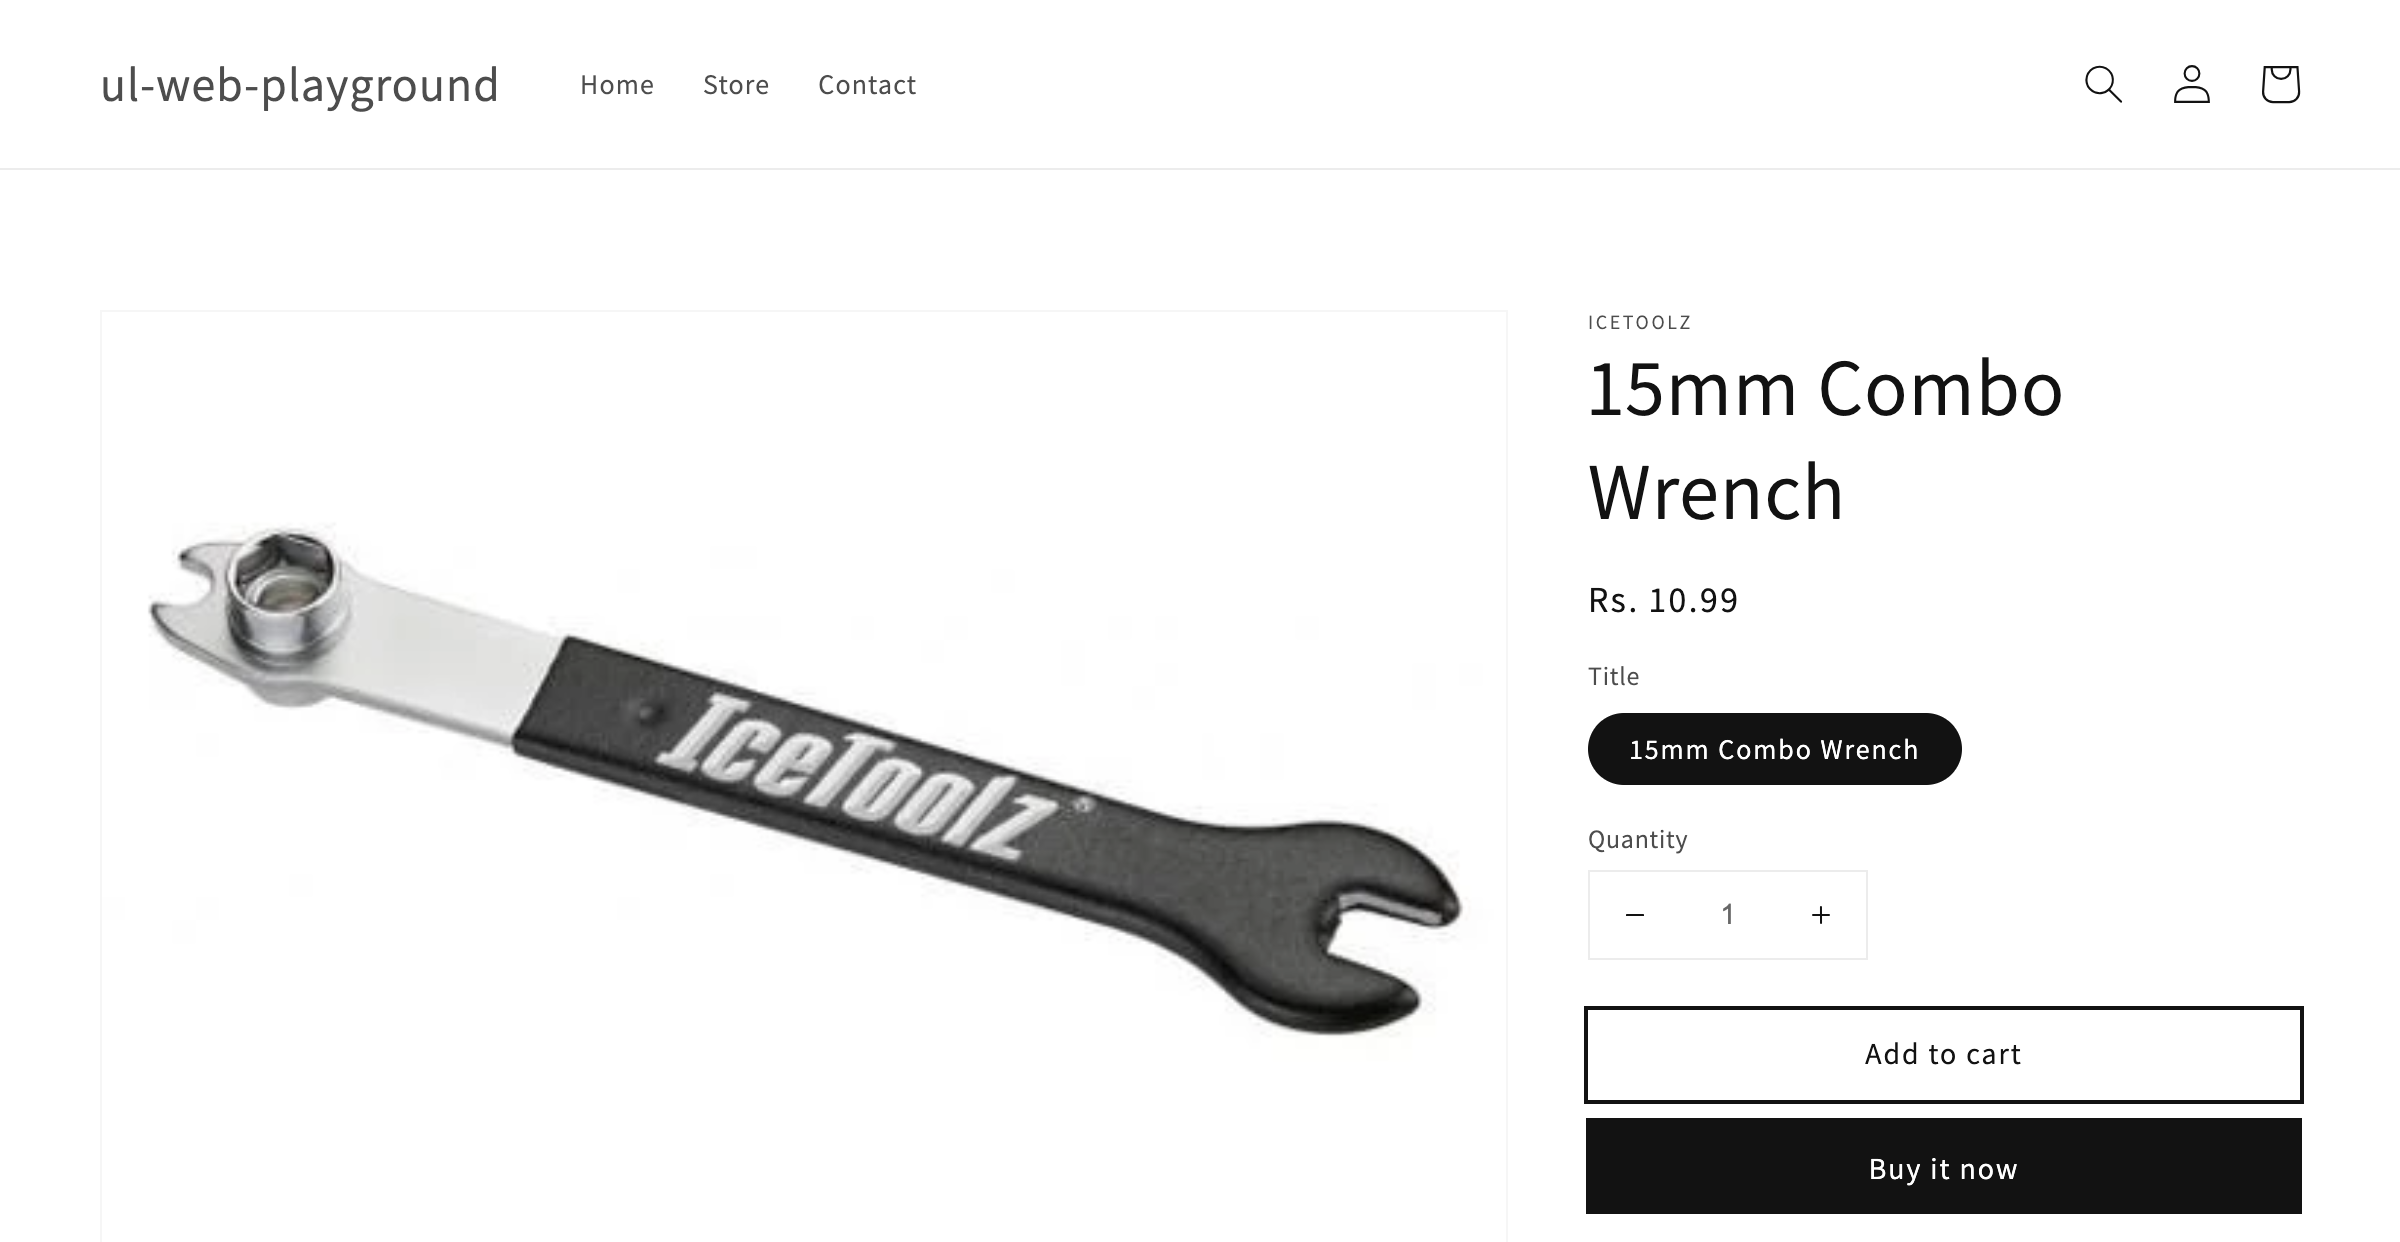 ul-web-playground
Home
Store
Contact
ICETOOLZ
15mm Combo
Wrench
Rs. 10.99
Title
15mm Combo Wrench
Quantity
1
Add to cart
Buy it now
IceToolz®